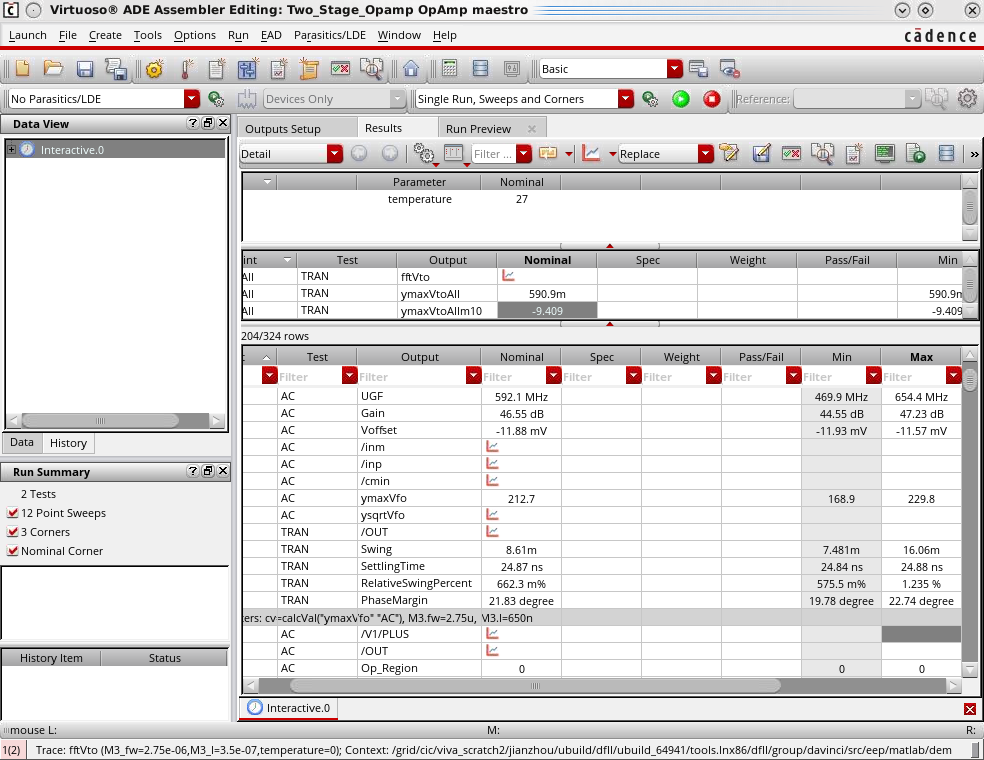 Virtuoso® ADE Assembler Editing: Two_Stage_Opamp OpAmp maestro
Launch File Create Tools Options Run EAD Parasitics/LDE Window Help
cādence
Basic
No Parasitics/LDE Devices Only Single Run, Sweeps and Corners Reference:
Data View
Interactive.0
Data History
Run Summary
2 Tests
12 Point Sweeps
3 Corners
Nominal Corner
History Item Status
Outputs Setup Results Run Preview
Detail Filter ... Replace »
Parameter Nominal
temperature 27
int Test Output Nominal Spec Weight Pass/Fail Min
All TRAN fftVto
All TRAN ymaxVtoAll 590.9m 590.9m
All TRAN ymaxVtoAllm10 -9.409 -9.409
204/324 rows
Test Output Nominal Spec Weight Pass/Fail Min Max
Filter Filter Filter Filter Filter Filter Filter Filter
AC UGF 592.1 MHz 469.9 MHz 654.4 MHz
AC Gain 46.55 dB 44.55 dB 47.23 dB
AC Voffset -11.88 mV -11.93 mV -11.57 mV
AC /inm
AC /inp
AC /cmin
AC ymaxVfo 212.7 168.9 229.8
AC ysqrtVfo
TRAN /OUT
TRAN Swing 8.61m 7.481m 16.06m
TRAN SettlingTime 24.87 ns 24.84 ns 24.88 ns
TRAN RelativeSwingPercent 662.3 m% 575.5 m% 1.235 %
TRAN PhaseMargin 21.83 degree 19.78 degree 22.74 degree
ters: cv=calcVal("ymaxVfo" "AC"), M3.fw=2.75u, M3.l=650n
AC /V1/PLUS
AC /OUT
AC Op_Region 0 0 0
Interactive.0
mouse L: M: R:
1(2) Trace: fftVto (M3_fw=2.75e-06,M3_l=3.5e-07,temperature=0); Context: /grid/cic/viva_scratch2/jianzhou/ubuild/dfII/ubuild_64941/tools.lnx86/dfII/group/davinci/src/eep/matlab/dem